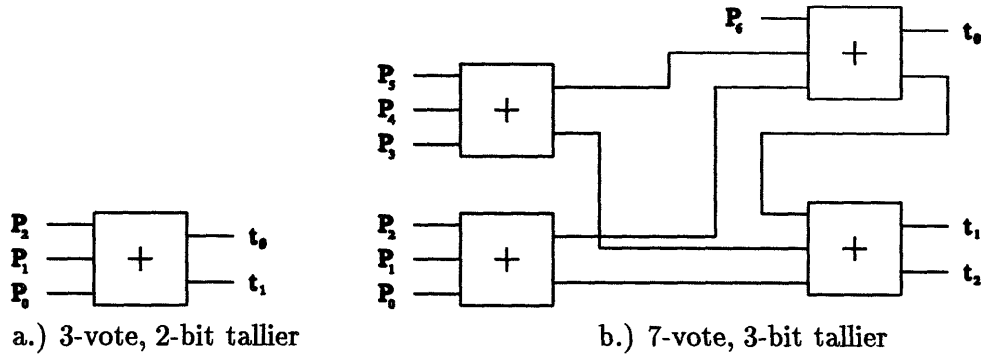 P₂
P₁
P₀
+
t₀
t₁
a.) 3-vote, 2-bit tallier
P₅
P₄
P₃
+
P₂
P₁
P₀
+
P₆
+
t₀
+
t₁
t₂
b.) 7-vote, 3-bit tallier